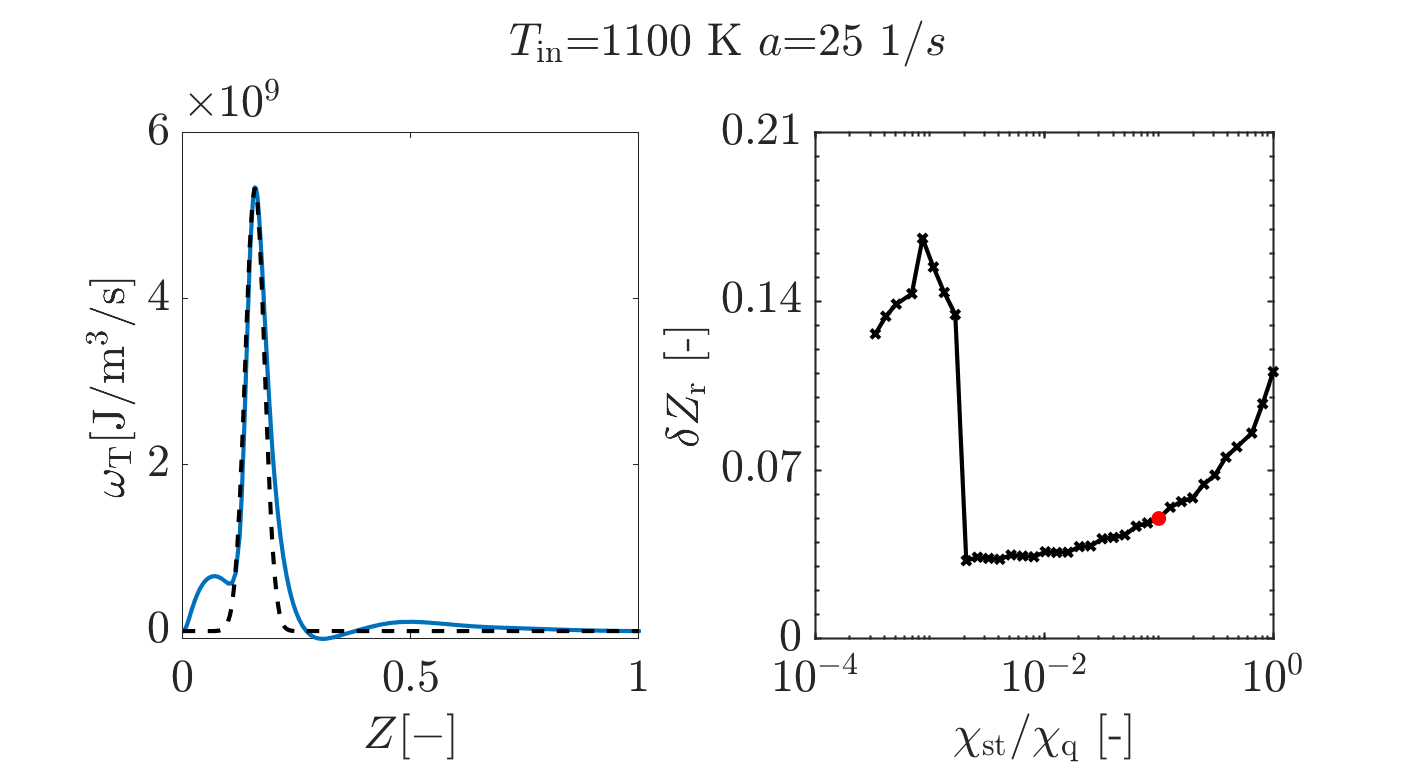 T_in=1100 K a=25 1/s
×10^9
6
4
2
0
0 0.5 1
Z[−]
ω_T[J/m^3/s]
0.21
0.14
0.07
0
10^−4 10^−2 10^0
χ_st/χ_q [-]
δZ_r [-]